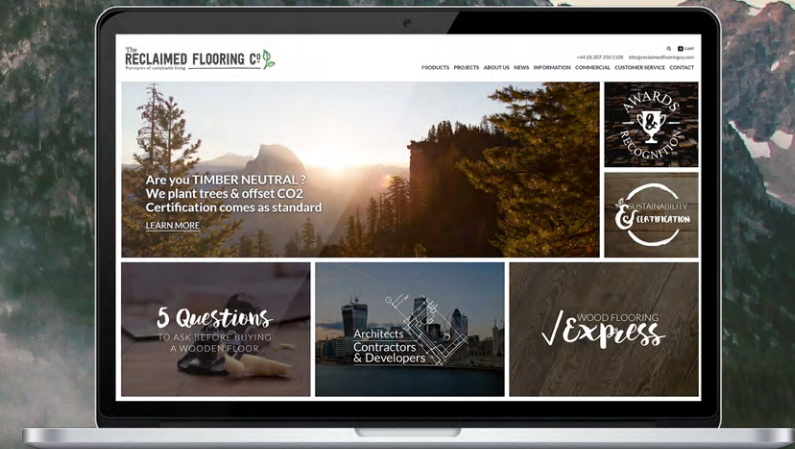 The
RECLAIMED FLOORING Cº
Purveyors of sustainable living
CART
+44 (0) 207 250 1108 info@reclaimedflooringco.com
PRODUCTS PROJECTS ABOUT US NEWS INFORMATION COMMERCIAL CUSTOMER SERVICE CONTACT
Are you TIMBER NEUTRAL ?
We plant trees & offset CO2
Certification comes as standard
LEARN MORE
AWARDS
&
RECOGNITION
SUSTAINABILITY
& CERTIFICATION
5 Questions
TO ASK BEFORE BUYING
A WOODEN FLOOR
Architects
Contractors
& Developers
WOOD FLOORING
Express